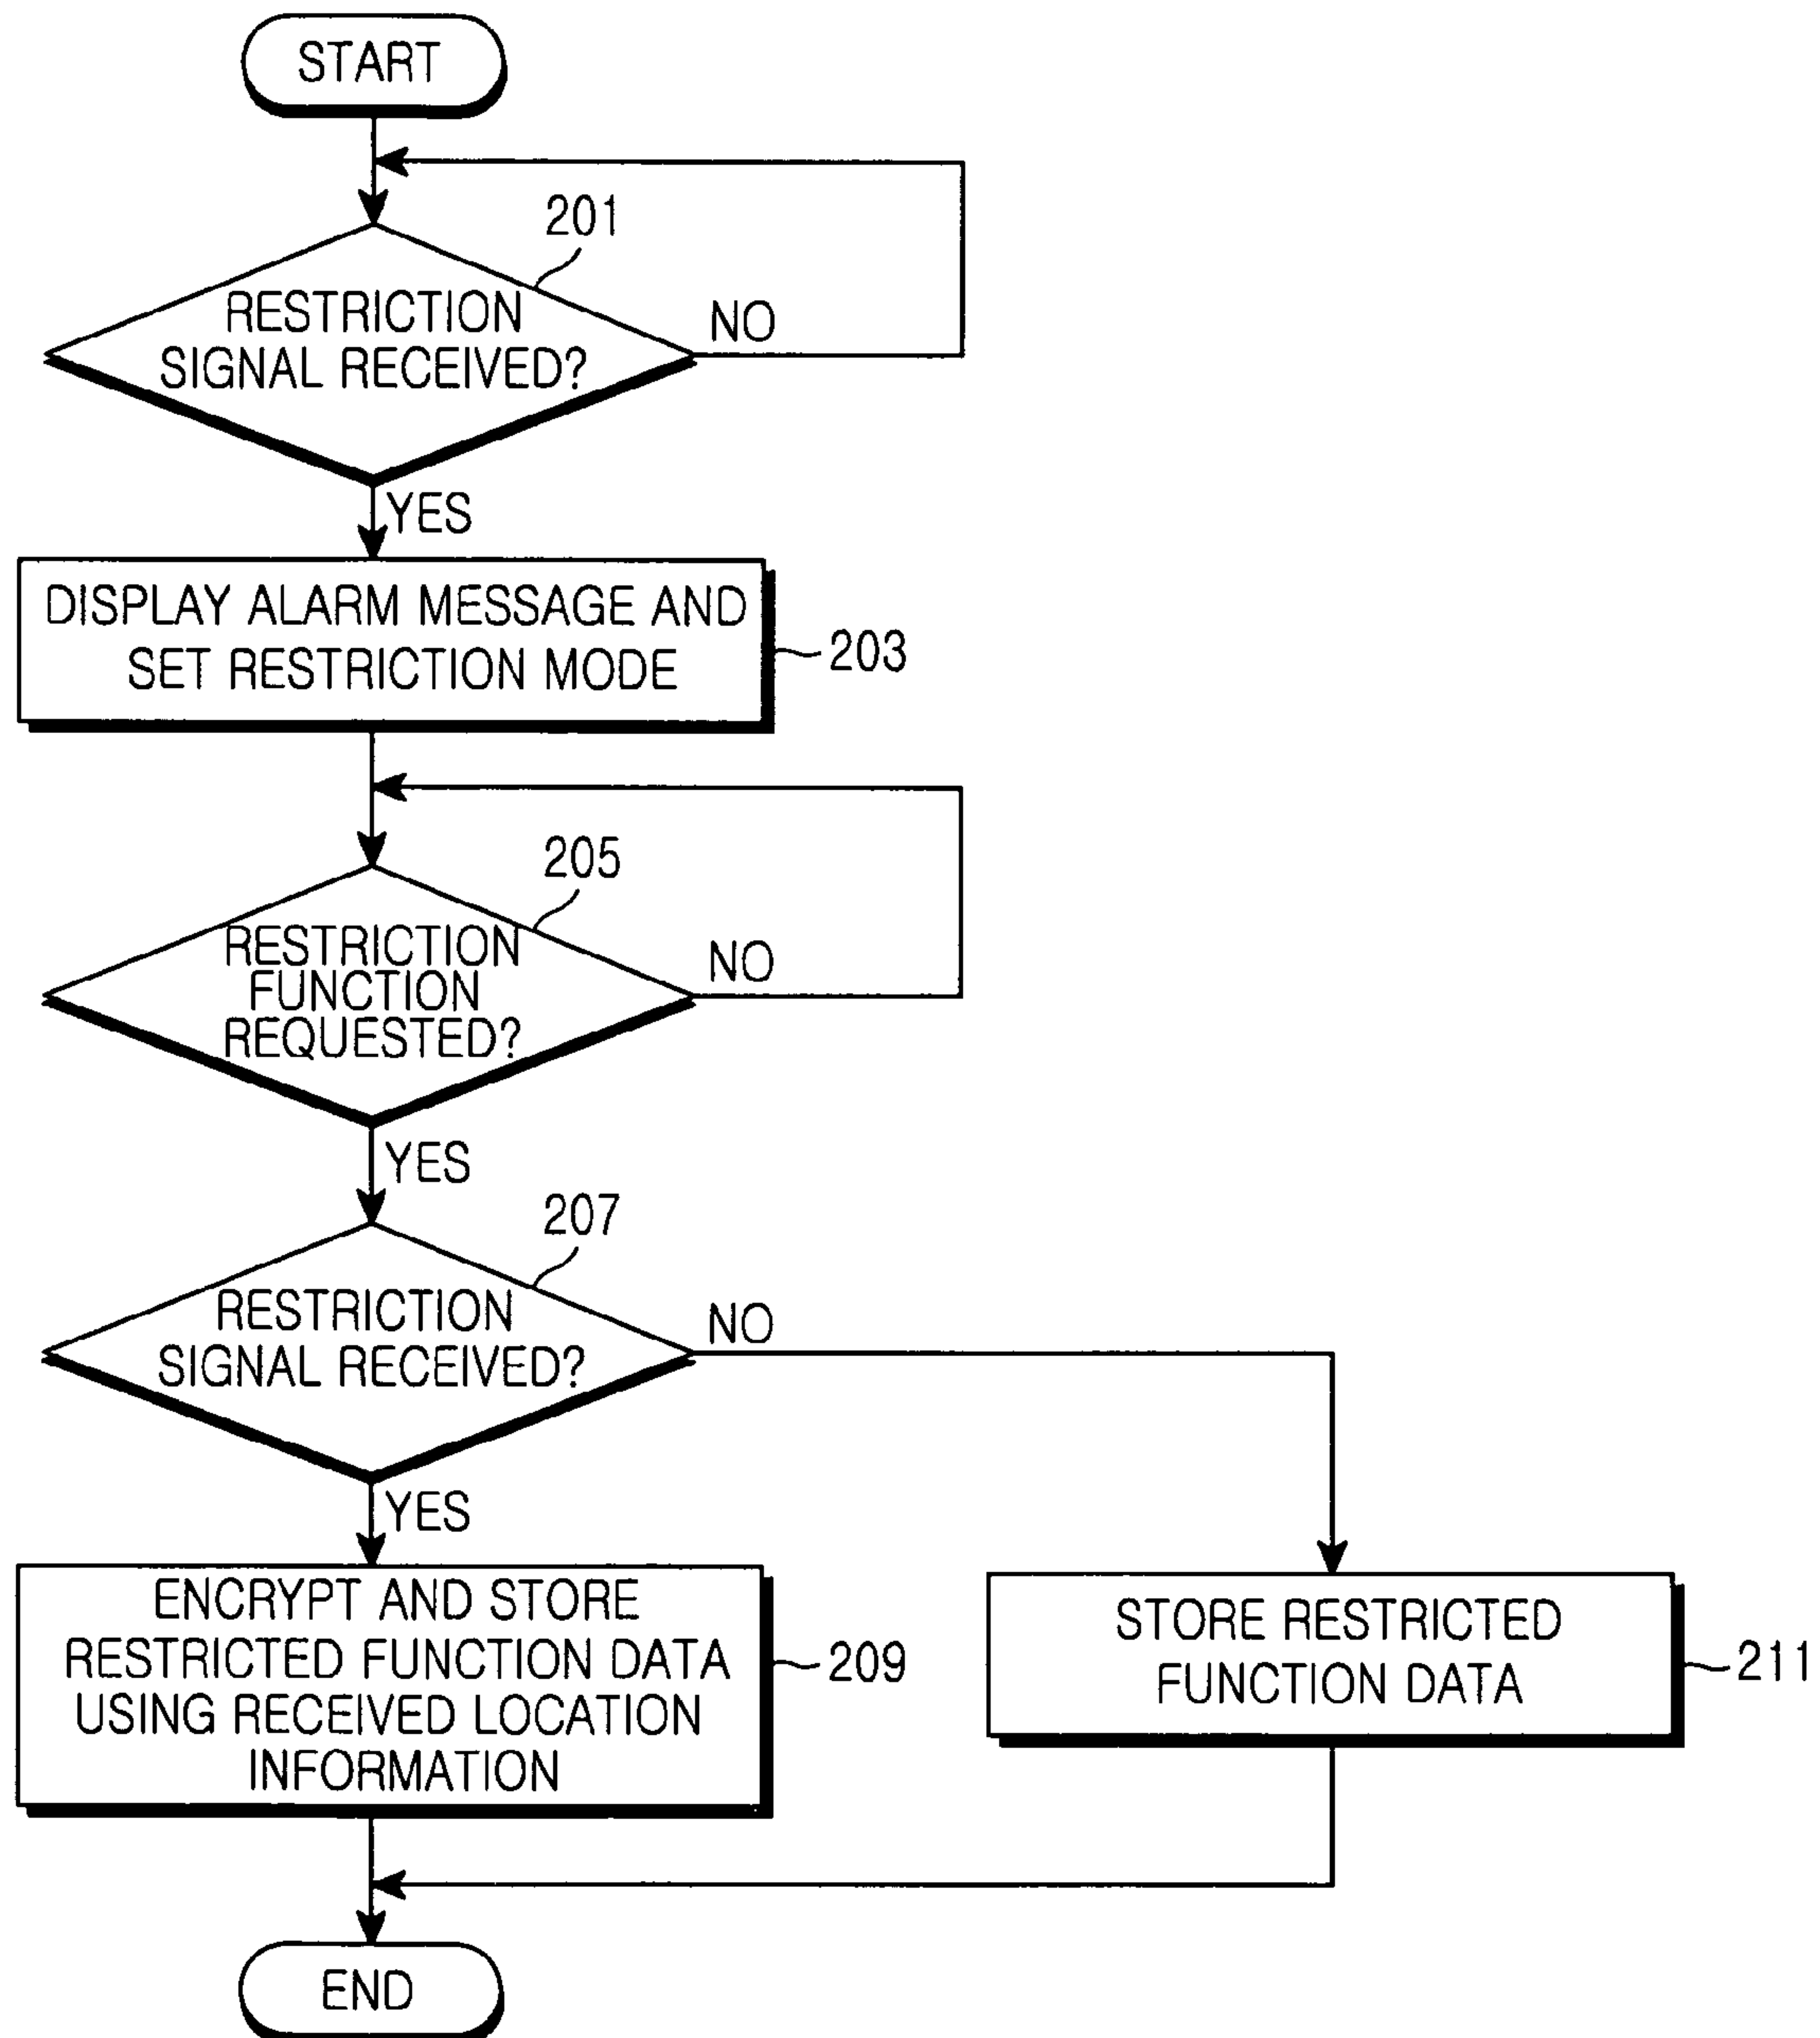 START
201
RESTRICTION
SIGNAL RECEIVED?
NO
YES
DISPLAY ALARM MESSAGE AND
SET RESTRICTION MODE
203
205
RESTRICTION
FUNCTION
REQUESTED?
NO
YES
207
RESTRICTION
SIGNAL RECEIVED?
NO
YES
ENCRYPT AND STORE
RESTRICTED FUNCTION DATA
USING RECEIVED LOCATION
INFORMATION
209
STORE RESTRICTED
FUNCTION DATA
211
END